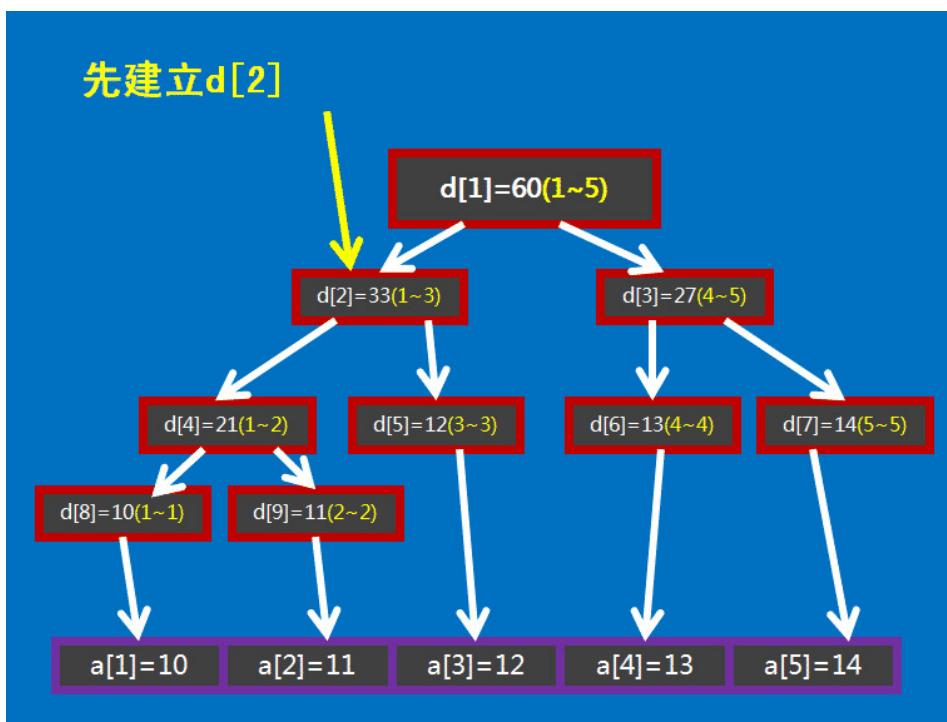 先建立d[2]
d[1]=60(1~5)
d[2]=33(1~3)
d[3]=27(4~5)
d[4]=21(1~2)
d[5]=12(3~3)
d[6]=13(4~4)
d[7]=14(5~5)
d[8]=10(1~1)
d[9]=11(2~2)
a[1]=10
a[2]=11
a[3]=12
a[4]=13
a[5]=14